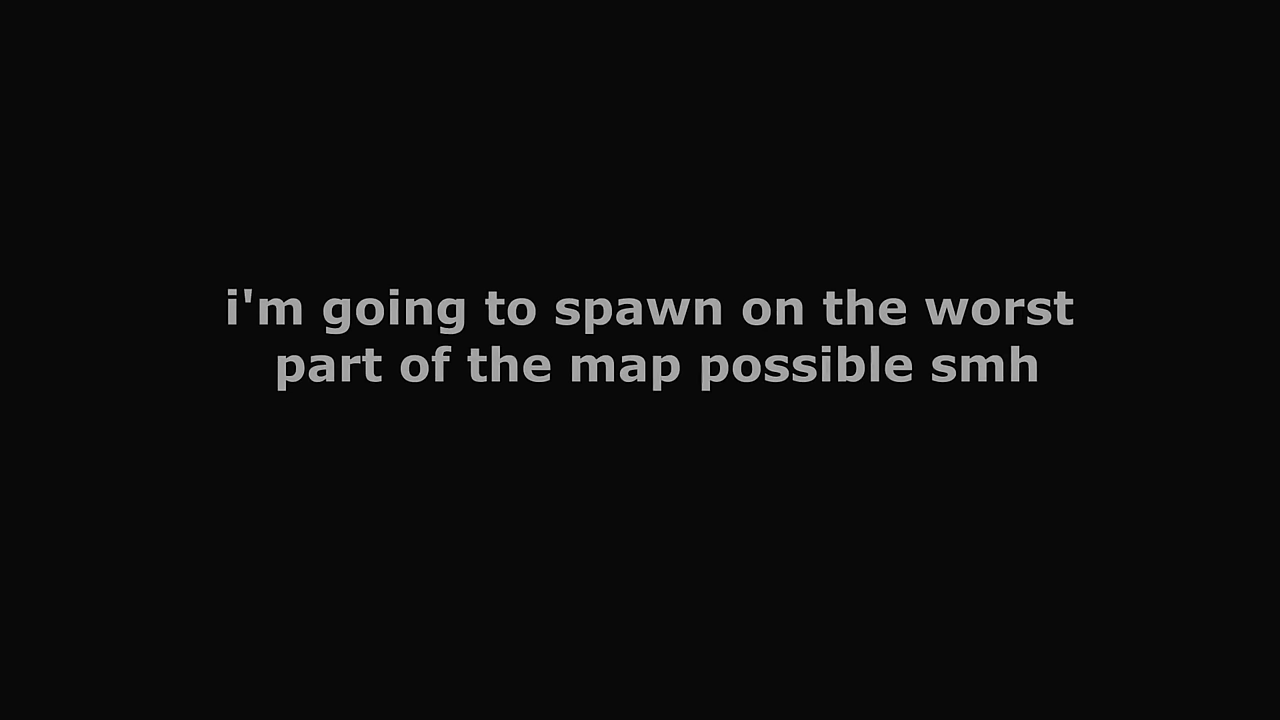 i'm going to spawn on the worst
part of the map possible smh